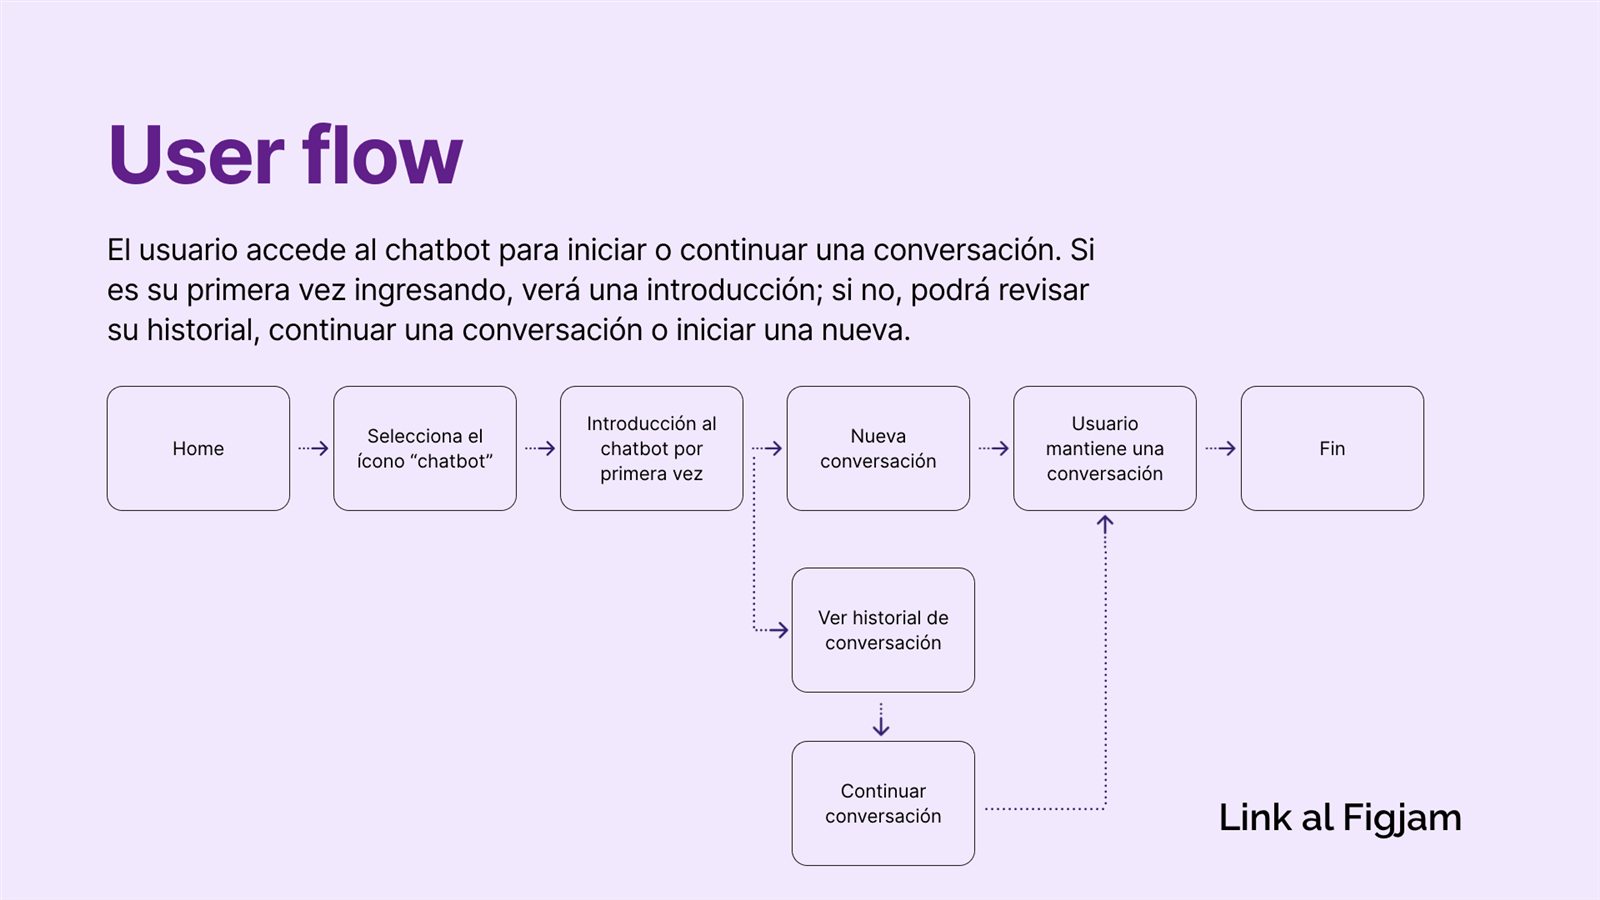 User flow
El usuario accede al chatbot para iniciar o continuar una conversación. Si
es su primera vez ingresando, verá una introducción; si no, podrá revisar
su historial, continuar una conversación o iniciar una nueva.
Home
Selecciona el
ícono “chatbot”
Introducción al
chatbot por
primera vez
Nueva
conversación
Usuario
mantiene una
conversación
Fin
Ver historial de
conversación
Continuar
conversación
Link al Figjam